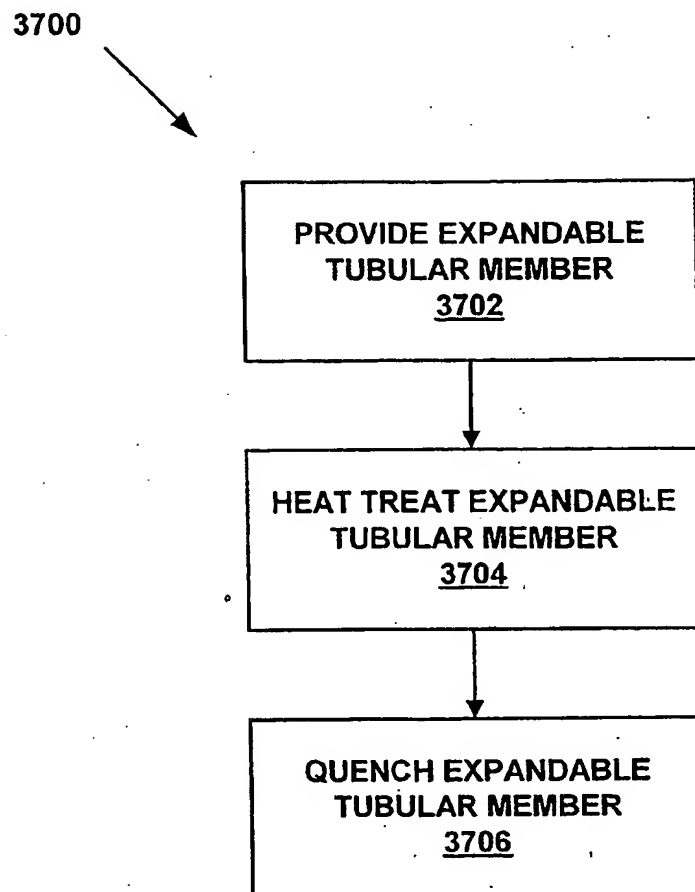 3700
PROVIDE EXPANDABLE
TUBULAR MEMBER
3702
HEAT TREAT EXPANDABLE
TUBULAR MEMBER
3704
QUENCH EXPANDABLE
TUBULAR MEMBER
3706